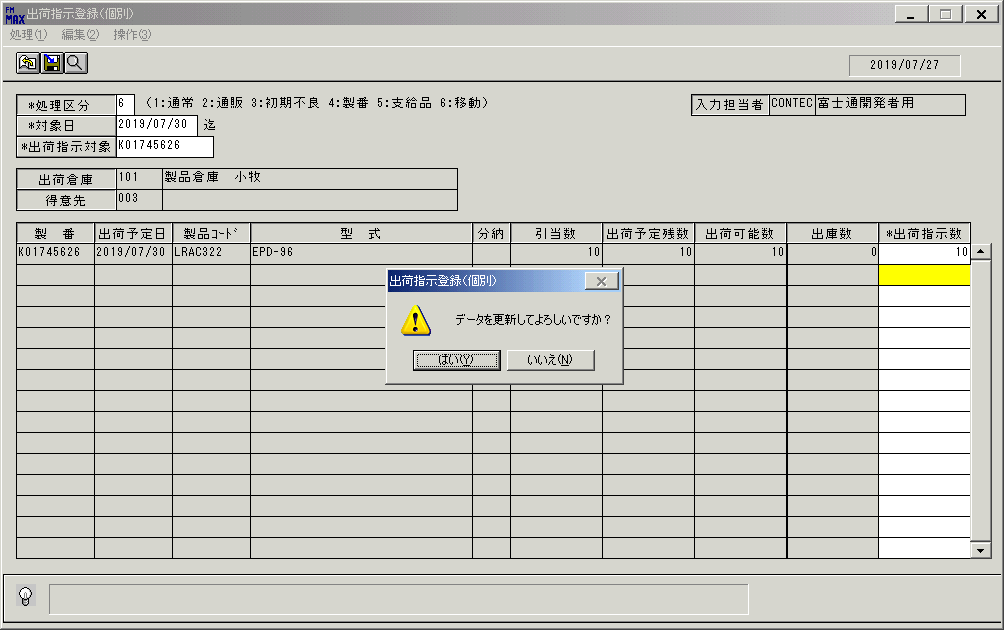 FM MAX 出荷指示登録(個別)
処理(1) 編集(2) 操作(3)
2019/07/27
*処理区分 6 (1:通常 2:通販 3:初期不良 4:製番 5:支給品 6:移動)
入力担当者 CONTEC 富士通開発者用
*対象日 2019/07/30 迄
*出荷指示対象 K01745626
出荷倉庫 101 製品倉庫 小牧
得意先 003
製 番 出荷予定日 製品コード 型 式 分納 引当数 出荷予定残数 出荷可能数 出庫数 *出荷指示数
K01745626 2019/07/30 LRAC322 EPD-96 10 10 10 0 10
出荷指示登録(個別)
データを更新してよろしいですか?
はい(Y) いいえ(N)